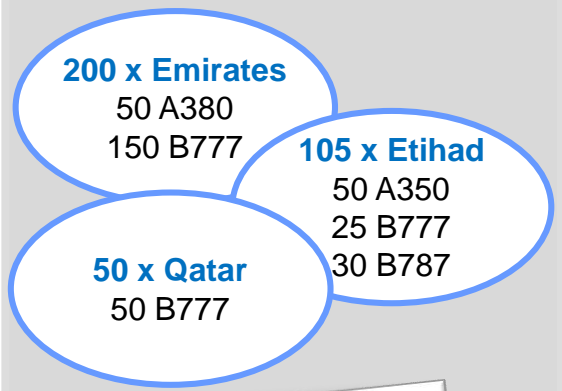 200 x Emirates
50 A380
150 B777
105 x Etihad
50 A350
25 B777
30 B787
50 x Qatar
50 B777